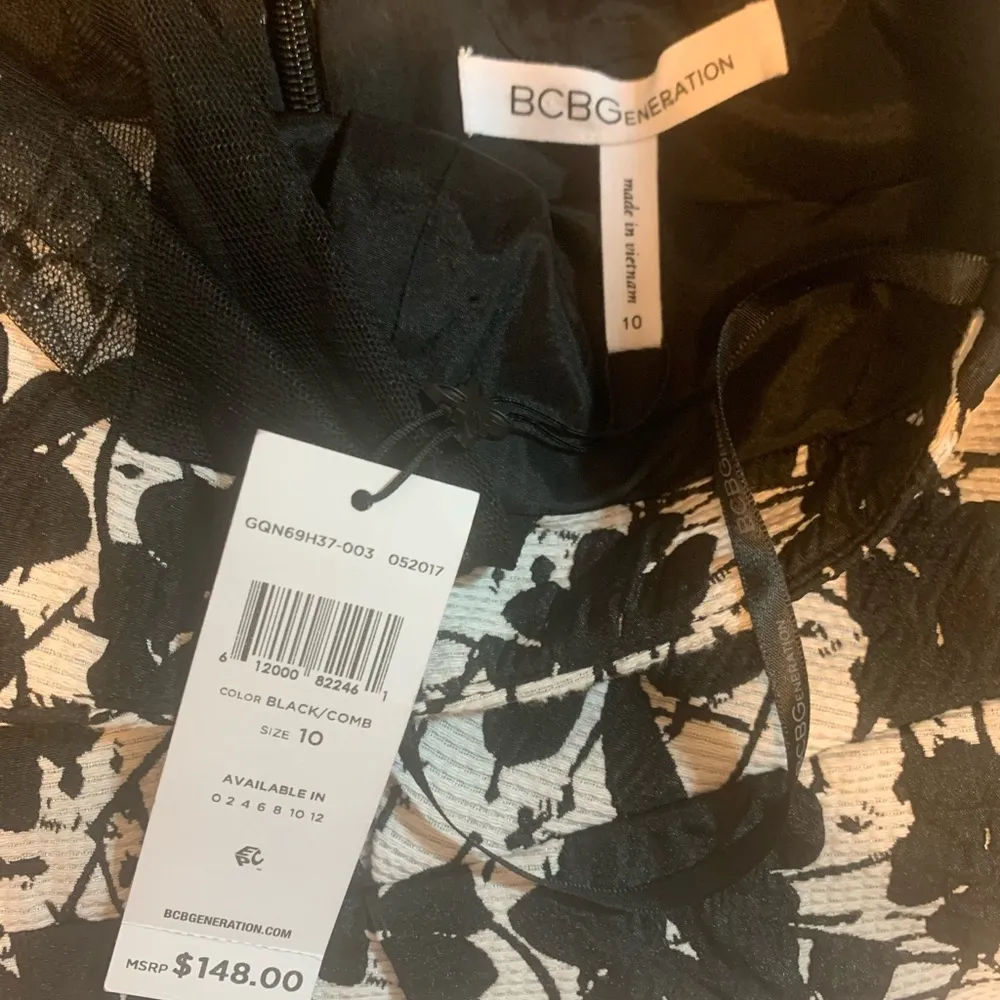 BCBGENERATION
made in vietnam
10
GQN69H37-003 052017
6 12000 82246 1
COLOR BLACK/COMB
SIZE 10
AVAILABLE IN
0 2 4 6 8 10 12
BCBGENERATION.COM
MSRP $148.00
BCBGENERATION
BCBGENERATION